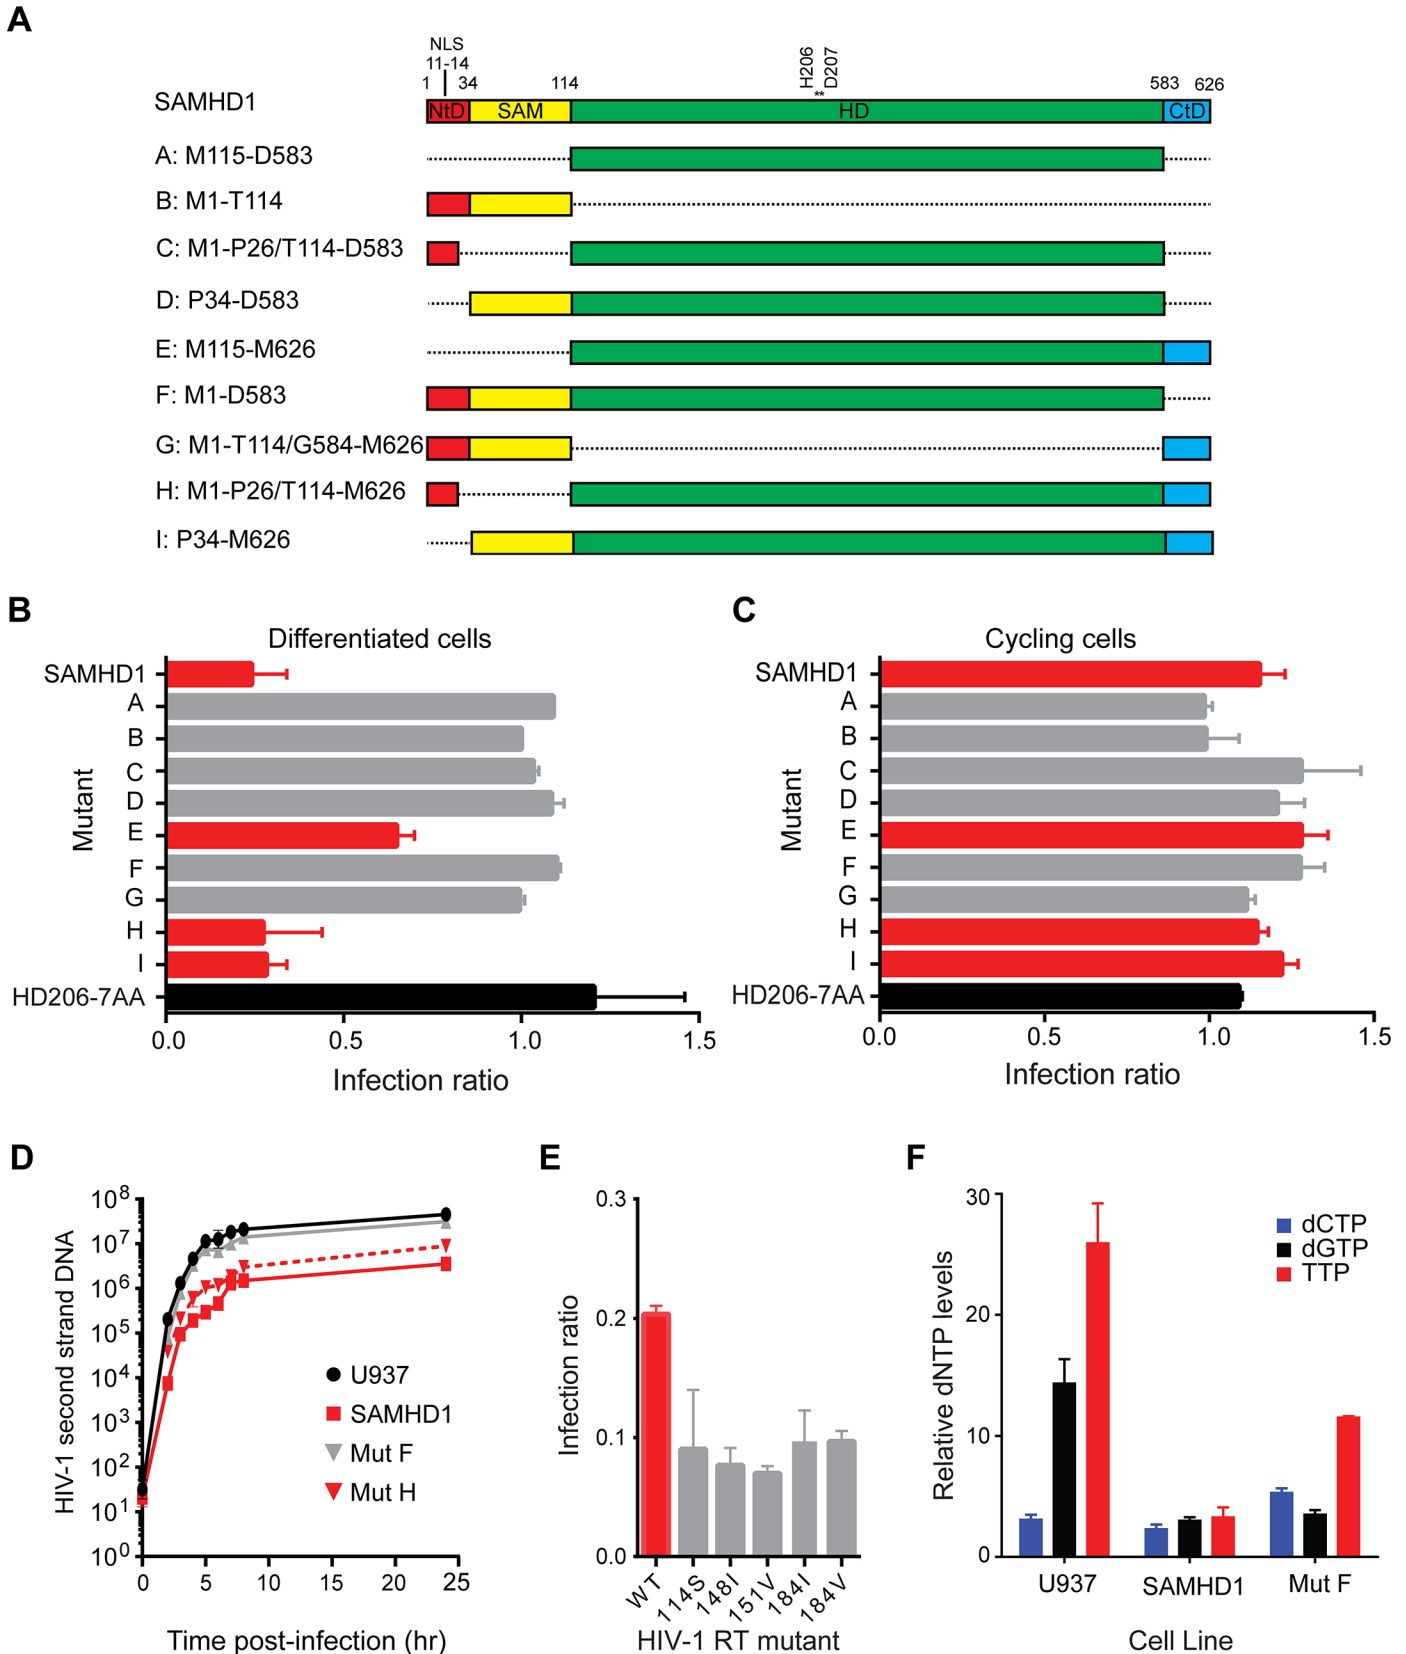 A
NLS
11-14
1 34 114 H206 D207 583 626
**
SAMHD1 NtD SAM HD CtD
A: M115-D583
B: M1-T114
C: M1-P26/T114-D583
D: P34-D583
E: M115-M626
F: M1-D583
G: M1-T114/G584-M626
H: M1-P26/T114-M626
I: P34-M626
B
Differentiated cells
Mutant
SAMHD1
A
B
C
D
E
F
G
H
I
HD206-7AA
0.0 0.5 1.0 1.5
Infection ratio
C
Cycling cells
Mutant
SAMHD1
A
B
C
D
E
F
G
H
I
HD206-7AA
0.0 0.5 1.0 1.5
Infection ratio
D
HIV-1 second strand DNA
10⁸
10⁷
10⁶
10⁵
10⁴
10³
10²
10¹
10⁰
U937
SAMHD1
Mut F
Mut H
0 5 10 15 20 25
Time post-infection (hr)
E
Infection ratio
0.3
0.2
0.1
0.0
WT 114S 148I 151V 184I 184V
HIV-1 RT mutant
F
Relative dNTP levels
30
20
10
0
dCTP
dGTP
TTP
U937 SAMHD1 Mut F
Cell Line